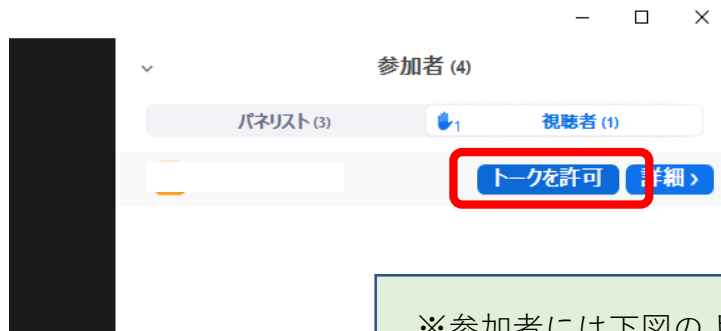 参加者 (4)
パネリスト (3) 1 視聴者 (1)
トークを許可 詳細 ›
※参加者には下図の